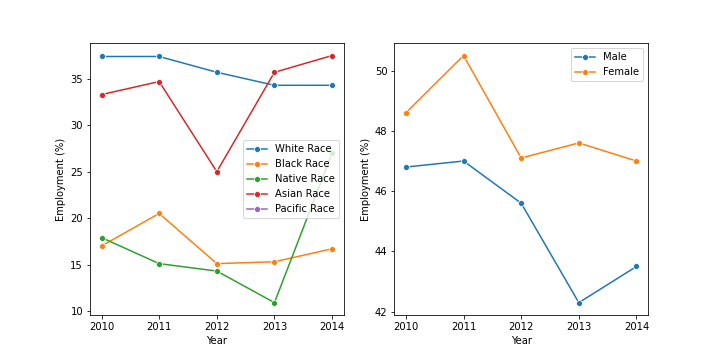 35
30
25
20
15
10
Employment (%)
White Race
Black Race
Native Race
Asian Race
Pacific Race
2010 2011 2012 2013 2014
Year
50
48
46
44
42
Employment (%)
Male
Female
2010 2011 2012 2013 2014
Year